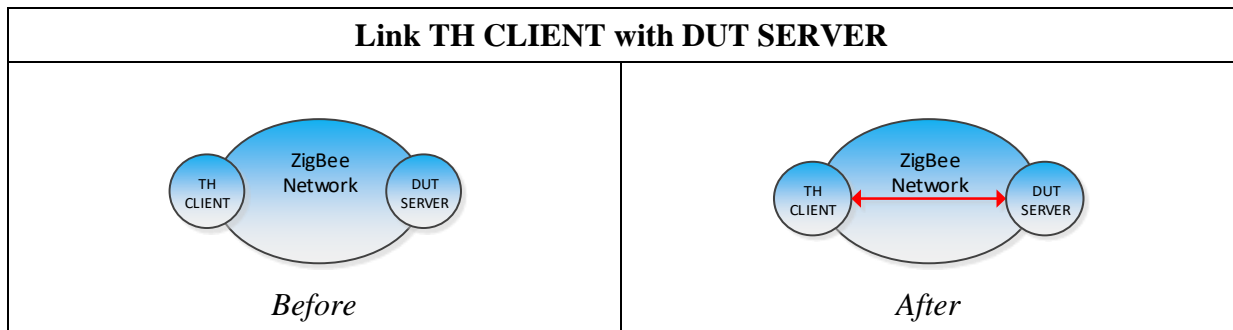 Link TH CLIENT with DUT SERVER
ZigBee
Network
TH
CLIENT
DUT
SERVER
Before
ZigBee
Network
TH
CLIENT
DUT
SERVER
After